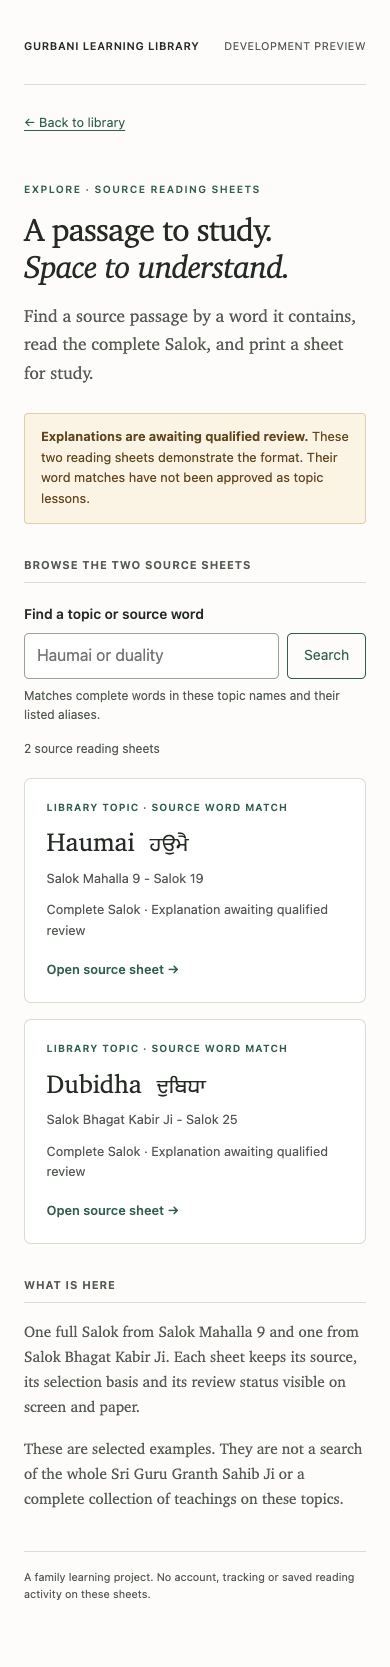 GURBANI LEARNING LIBRARY DEVELOPMENT PREVIEW
← Back to library
EXPLORE · SOURCE READING SHEETS
A passage to study.
Space to understand.
Find a source passage by a word it contains,
read the complete Salok, and print a sheet
for study.
Explanations are awaiting qualified review. These
two reading sheets demonstrate the format. Their
word matches have not been approved as topic
lessons.
BROWSE THE TWO SOURCE SHEETS
Find a topic or source word
Haumai or duality Search
Matches complete words in these topic names and their
listed aliases.
2 source reading sheets
LIBRARY TOPIC · SOURCE WORD MATCH
Haumai ਹਉਮੈ
Salok Mahalla 9 - Salok 19
Complete Salok · Explanation awaiting qualified
review
Open source sheet →
LIBRARY TOPIC · SOURCE WORD MATCH
Dubidha ਦੁਬਿਧਾ
Salok Bhagat Kabir Ji - Salok 25
Complete Salok · Explanation awaiting qualified
review
Open source sheet →
WHAT IS HERE
One full Salok from Salok Mahalla 9 and one from
Salok Bhagat Kabir Ji. Each sheet keeps its source,
its selection basis and its review status visible on
screen and paper.
These are selected examples. They are not a search
of the whole Sri Guru Granth Sahib Ji or a
complete collection of teachings on these topics.
A family learning project. No account, tracking or saved reading
activity on these sheets.